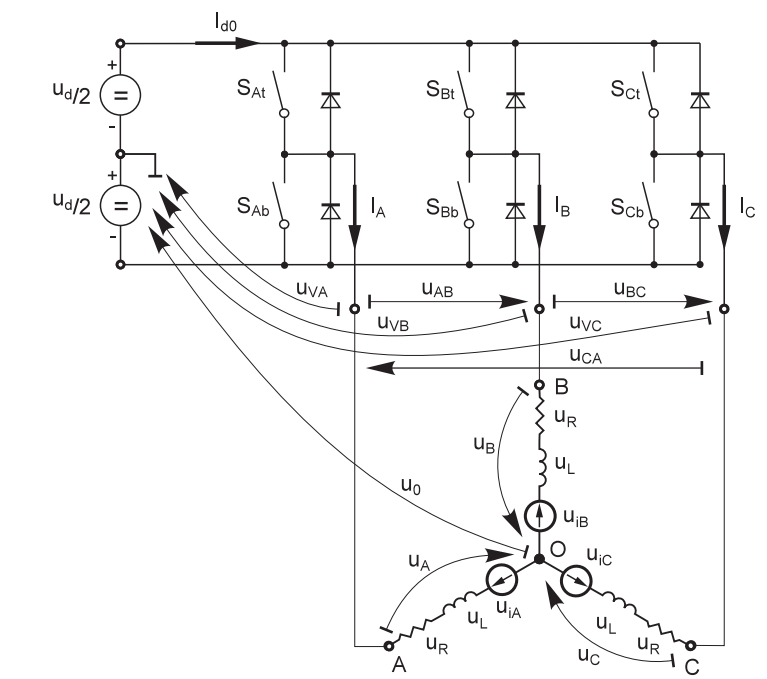 I_d0
+
u_d/2
=
-
S_At
S_Bt
S_Ct
+
u_d/2
=
-
S_Ab
S_Bb
S_Cb
I_A
I_B
I_C
u_VA
u_AB
u_BC
u_VB
u_VC
u_CA
B
u_R
u_B
u_L
u_0
u_iB
O
u_A
u_iC
u_iA
u_L
u_L
u_R
u_R
u_C
A
C